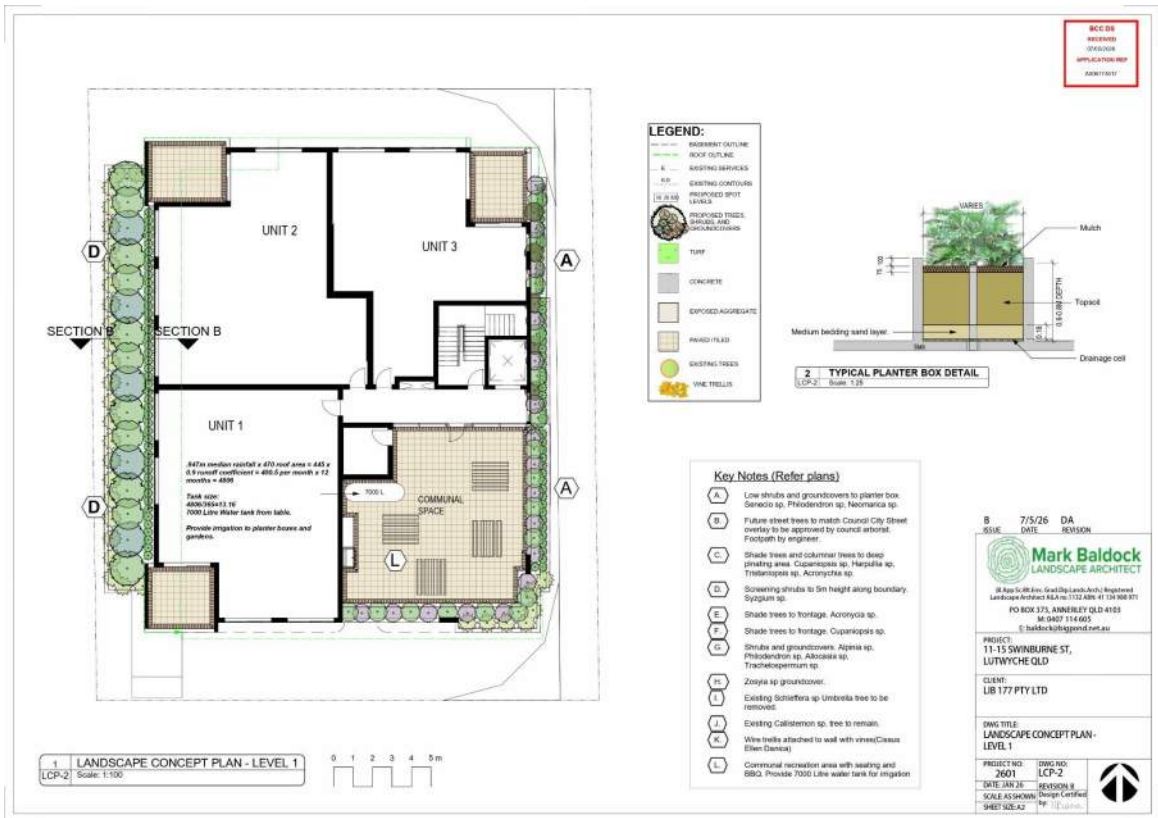 BCC DS
RECEIVED
APPLICATION REF
LEGEND:
BASEMENT OUTLINE
ROOF OUTLINE
E
EXISTING SERVICES
EXISTING CONTOURS
PROPOSED SPOT
LEVELS
PROPOSED TREES,
SHRUBS, AND
GROUNDCOVERS
TURF
CONCRETE
EXPOSED AGGREGATE
PAVED /TILED
EXISTING TREES
VINE TRELLIS
UNIT 2
UNIT 3
D
A
SECTION B
SECTION B
UNIT 1
.947m median rainfall x 470 roof area = 445 x
0.9 runoff coefficient = 400.5 per month x 12
months = 4806
Tank size:
4806/365=13.16
7000 Litre Water tank from table.
Provide irrigation to planter boxes and
gardens.
7000 L
COMMUNAL
SPACE
L
D
A
VARIES
Mulch
100
75
Topsoil
0.6-0.8M DEPTH
Medium bedding sand layer.
0.15
Drainage cell
2 TYPICAL PLANTER BOX DETAIL
LCP-2 Scale: 1:25
Key Notes (Refer plans)
A. Low shrubs and groundcovers to planter box.
Senecio sp, Philodendron sp, Neomarica sp.
B. Future street trees to match Council City Street
overlay to be approved by council arborist.
Footpath by engineer.
C. Shade trees and columnar trees to deep
planting area. Cupaniopsis sp, Harpullia sp,
Tristaniopsis sp, Acronychia sp.
D. Screening shrubs to 5m height along boundary.
Syzgium sp.
E. Shade trees to frontage. Acronycia sp.
F. Shade trees to frontage. Cupaniopsis sp.
G. Shrubs and groundcovers. Alpinia sp,
Philodendron sp, Allocasia sp,
Trachelospermum sp.
H. Zosyia sp groundcover.
I. Existing Schleffera sp Umbrella tree to be
removed.
J. Existing Callistemon sp. tree to remain.
K. Wire trellis attached to wall with vines(Cissus
Ellen Danica)
L. Communal recreation area with seating and
BBQ. Provide 7000 Litre water tank for irrigation
B 7/5/26 DA
ISSUE DATE REVISION
Mark Baldock
LANDSCAPE ARCHITECT
PO BOX 373, ANNERLEY QLD 4103
M: 0407 114 605
E: baldock@bigpond.net.au
PROJECT:
11-15 SWINBURNE ST,
LUTWYCHE QLD
CLIENT:
LIB 177 PTY LTD
DWG TITLE:
LANDSCAPE CONCEPT PLAN -
LEVEL 1
PROJECT NO: DWG NO:
2601 LCP-2
DATE: JAN 26 REVISION: B
SCALE: AS SHOWN Design Certified
SHEET SIZE: A2 by:
1 LANDSCAPE CONCEPT PLAN - LEVEL 1
LCP-2 Scale: 1:100
0 1 2 3 4 5 m